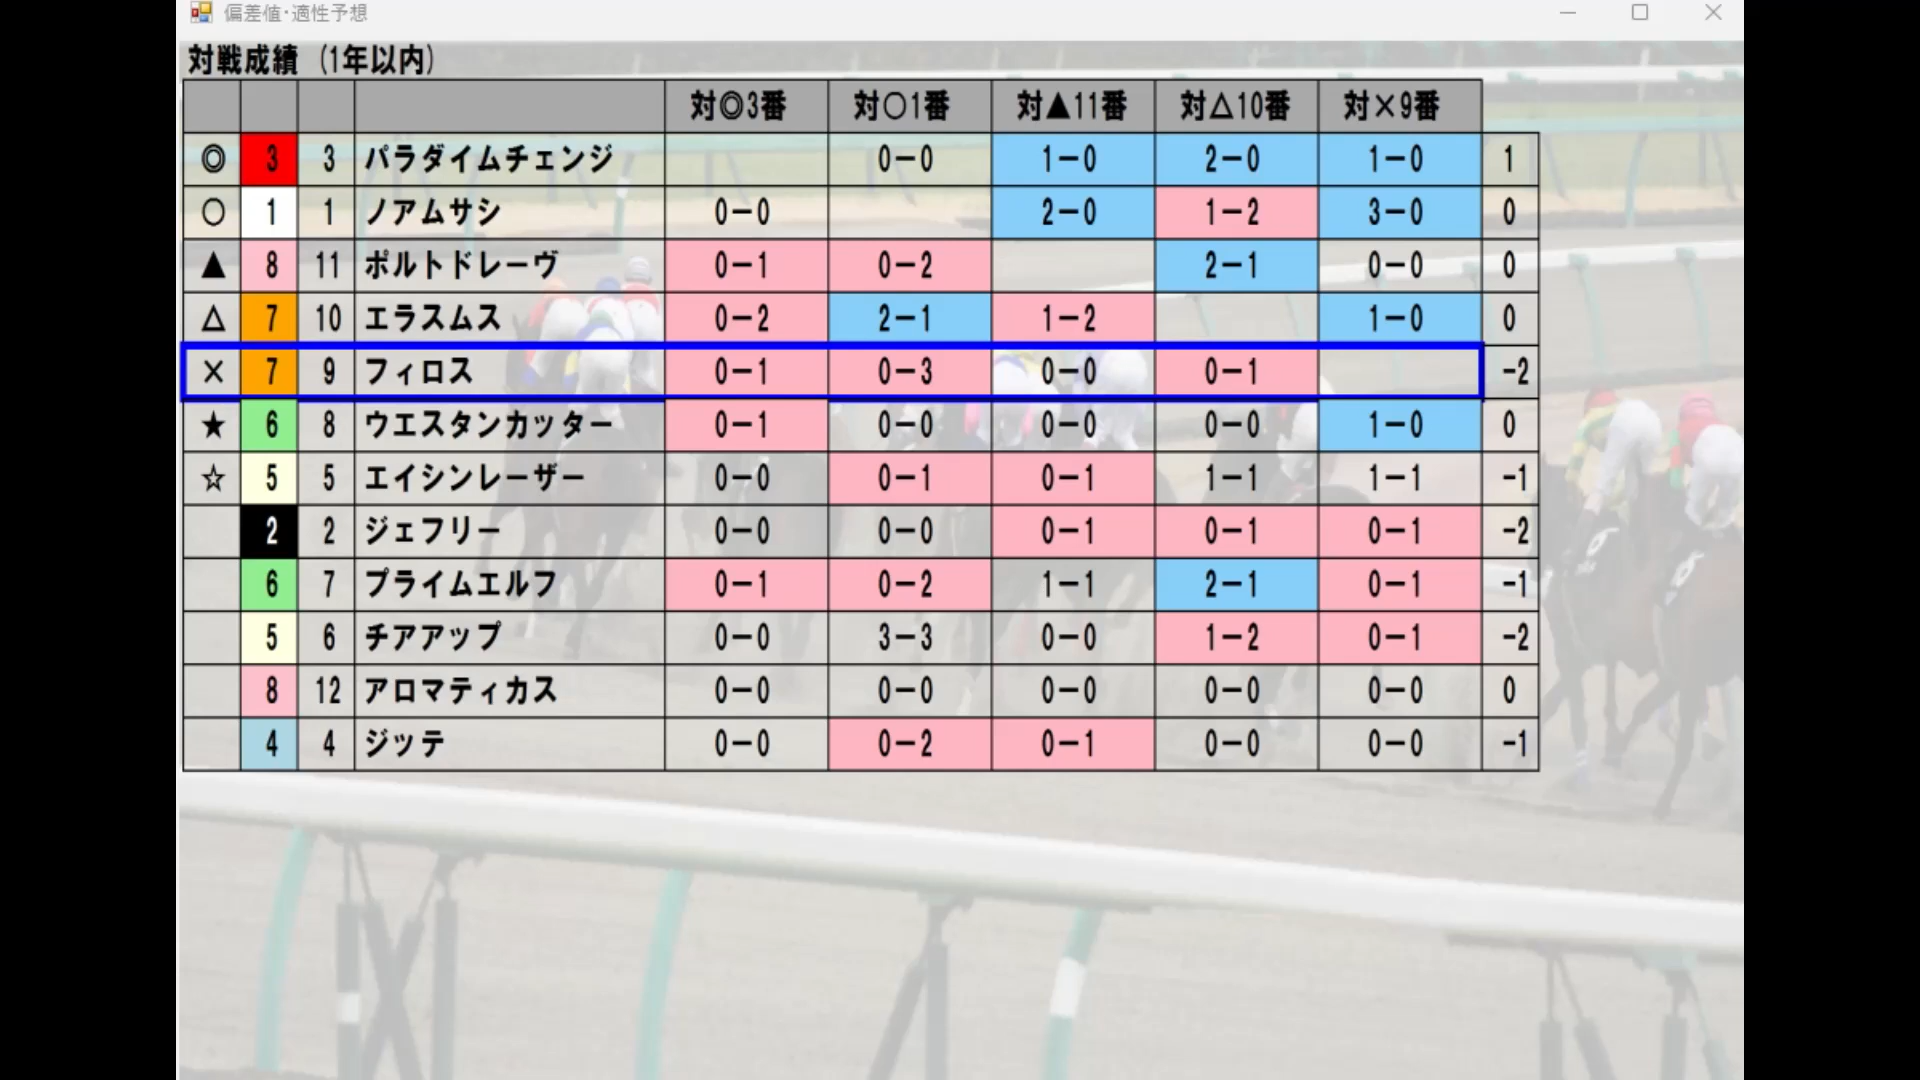 偏差値・適性予想
対戦成績 (1年以内)
対◎3番 対○1番 対▲11番 対△10番 対×9番
◎ 3 3 パラダイムチェンジ 0−0 1−0 2−0 1−0 1
○ 1 1 ノアムサシ 0−0 2−0 1−2 3−0 0
▲ 8 11 ポルトドレーヴ 0−1 0−2 2−1 0−0 0
△ 7 10 エラスムス 0−2 2−1 1−2 1−0 0
× 7 9 フィロス 0−1 0−3 0−0 0−1 -2
★ 6 8 ウエスタンカッター 0−1 0−0 0−0 0−0 1−0 0
☆ 5 5 エイシンレーザー 0−0 0−1 0−1 1−1 1−1 -1
2 2 ジェフリー 0−0 0−0 0−1 0−1 0−1 -2
6 7 プライムエルフ 0−1 0−2 1−1 2−1 0−1 -1
5 6 チアアップ 0−0 3−3 0−0 1−2 0−1 -2
8 12 アロマティカス 0−0 0−0 0−0 0−0 0−0 0
4 4 ジッテ 0−0 0−2 0−1 0−0 0−0 -1